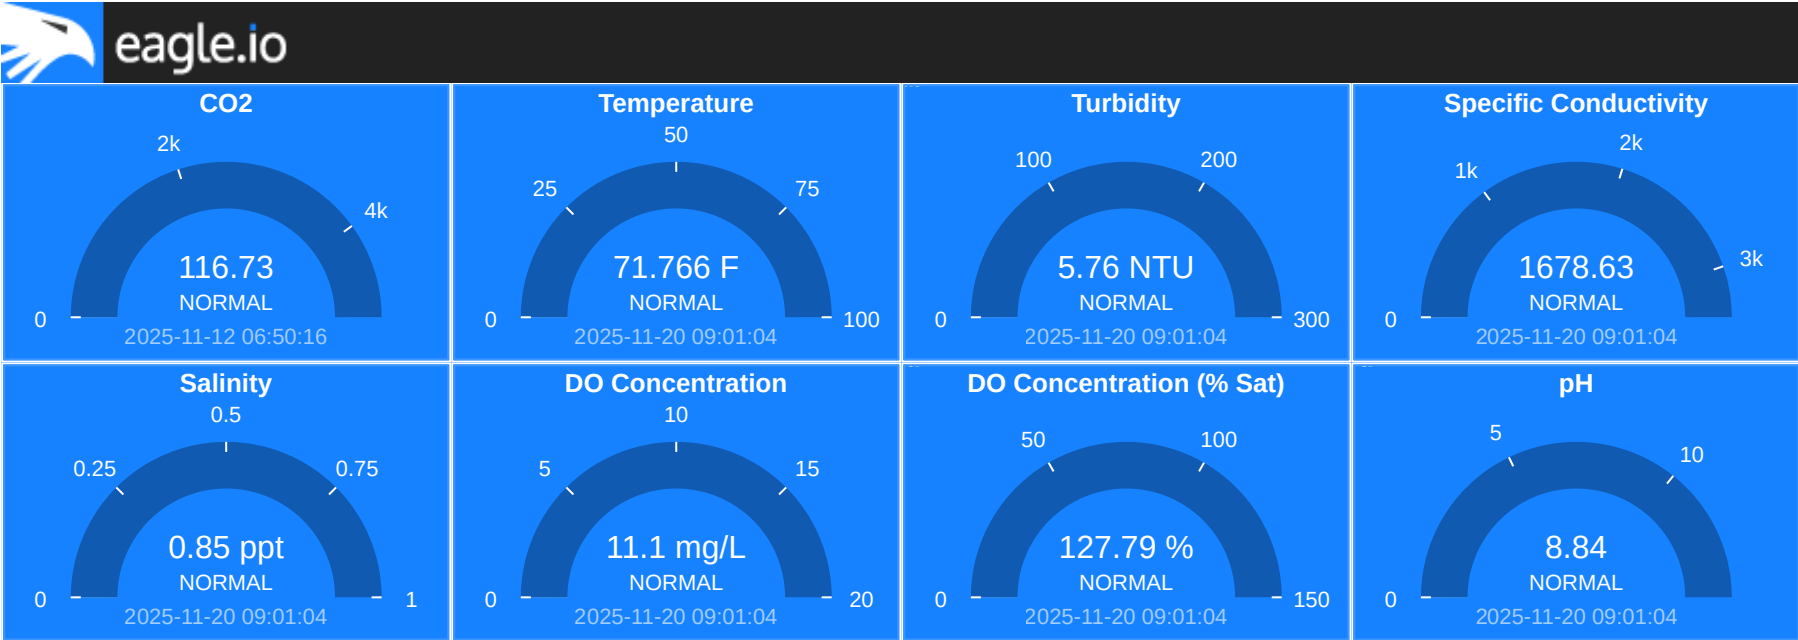 eagle.io
CO2
2k
4k
116.73
NORMAL
0
2025-11-12 06:50:16
Temperature
50
25
75
71.766 F
NORMAL
0
100
2025-11-20 09:01:04
Turbidity
100
200
5.76 NTU
NORMAL
0
300
2025-11-20 09:01:04
Specific Conductivity
2k
1k
3k
1678.63
NORMAL
0
2025-11-20 09:01:04
Salinity
0.5
0.25
0.75
0.85 ppt
NORMAL
0
1
2025-11-20 09:01:04
DO Concentration
10
5
15
11.1 mg/L
NORMAL
0
20
2025-11-20 09:01:04
DO Concentration (% Sat)
50
100
127.79 %
NORMAL
0
150
2025-11-20 09:01:04
pH
5
10
8.84
NORMAL
0
2025-11-20 09:01:04